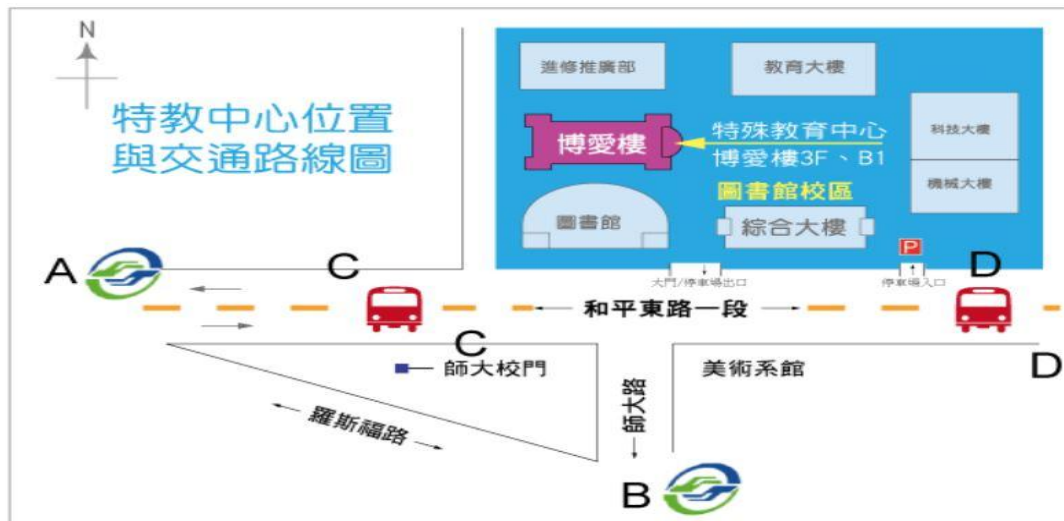 N
特教中心位置
與交通路線圖
進修推廣部
教育大樓
博愛樓
特殊教育中心
博愛樓3F、B1
科技大樓
機械大樓
圖書館校區
圖書館
綜合大樓
P
大門/停車場出口
停車場入口
A
C
D
和平東路一段
C
師大校門
美術系館
D
羅斯福路
師大路
B